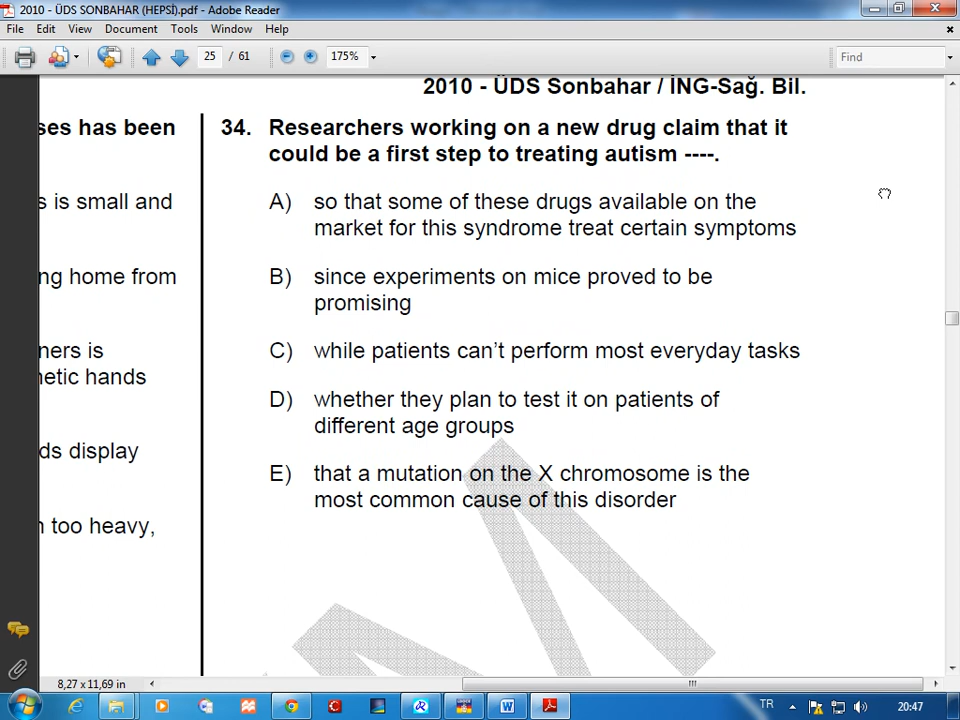 2010 - ÜDS SONBAHAR (HEPSİ).pdf - Adobe Reader
File Edit View Document Tools Window Help
25 / 61 175% Find
2010 - ÜDS Sonbahar / İNG-Sağ. Bil.
ses has been
s is small and
ng home from
ners is
netic hands
ds display
n too heavy,
34. Researchers working on a new drug claim that it
could be a first step to treating autism ----.
A) so that some of these drugs available on the
market for this syndrome treat certain symptoms
B) since experiments on mice proved to be
promising
C) while patients can’t perform most everyday tasks
D) whether they plan to test it on patients of
different age groups
E) that a mutation on the X chromosome is the
most common cause of this disorder
8,27 x 11,69 in
TR 20:47